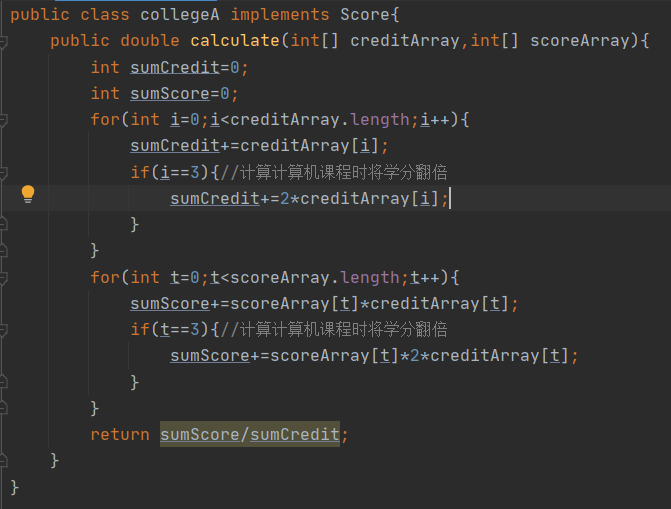 public class collegeA implements Score{
public double calculate(int[] creditArray,int[] scoreArray){
int sumCredit=0;
int sumScore=0;
for(int i=0;i<creditArray.length;i++){
sumCredit+=creditArray[i];
if(i==3){//计算计算机课程时将学分翻倍
sumCredit+=2*creditArray[i];
}
}
for(int t=0;t<scoreArray.length;t++){
sumScore+=scoreArray[t]*creditArray[t];
if(t==3){//计算计算机课程时将学分翻倍
sumScore+=scoreArray[t]*2*creditArray[t];
}
}
return sumScore/sumCredit;
}
}